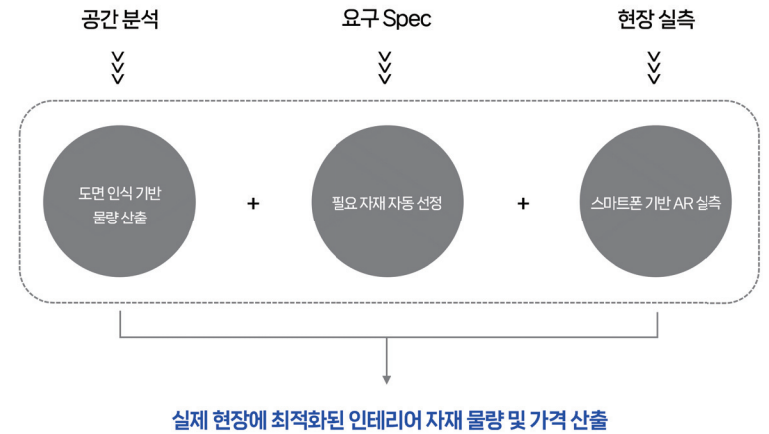 공간 분석
요구 Spec
현장 실측
도면 인식 기반
물량 산출
+
필요 자재 자동 선정
+
스마트폰 기반 AR 실측
실제 현장에 최적화된 인테리어 자재 물량 및 가격 산출